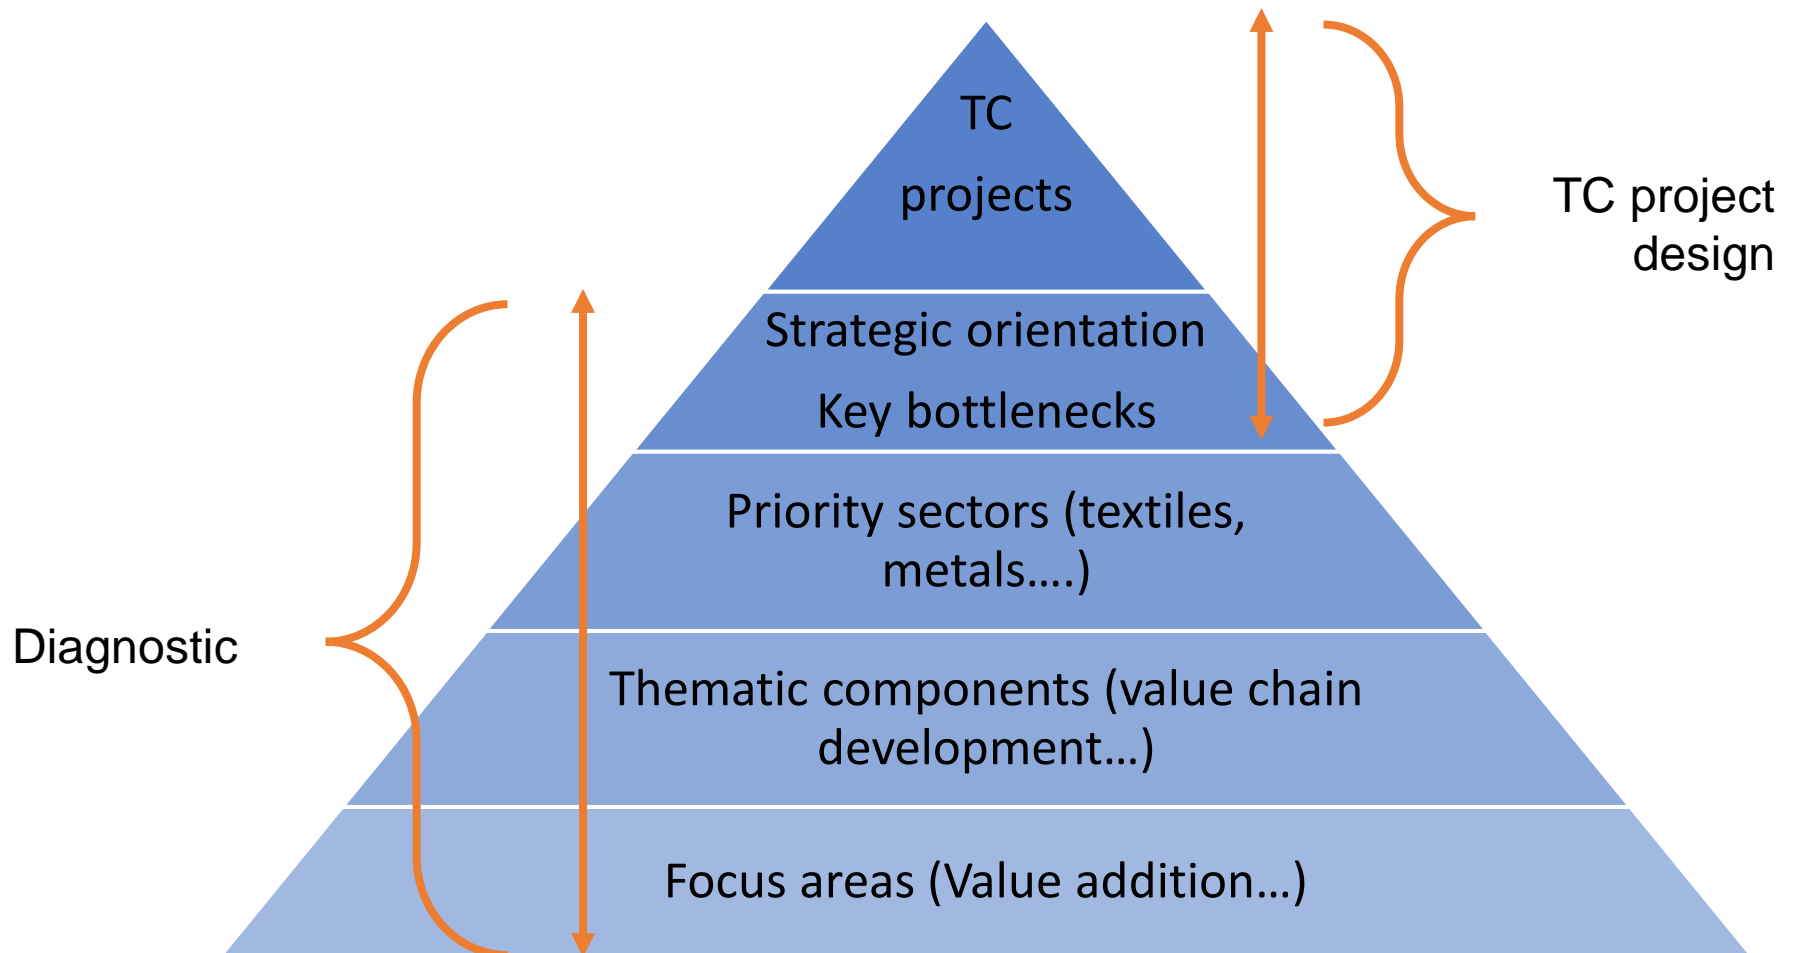 TC
projects
TC project
design
Strategic orientation
Key bottlenecks
Priority sectors (textiles,
metals….)
Diagnostic
Thematic components (value chain
development…)
Focus areas (Value addition…)